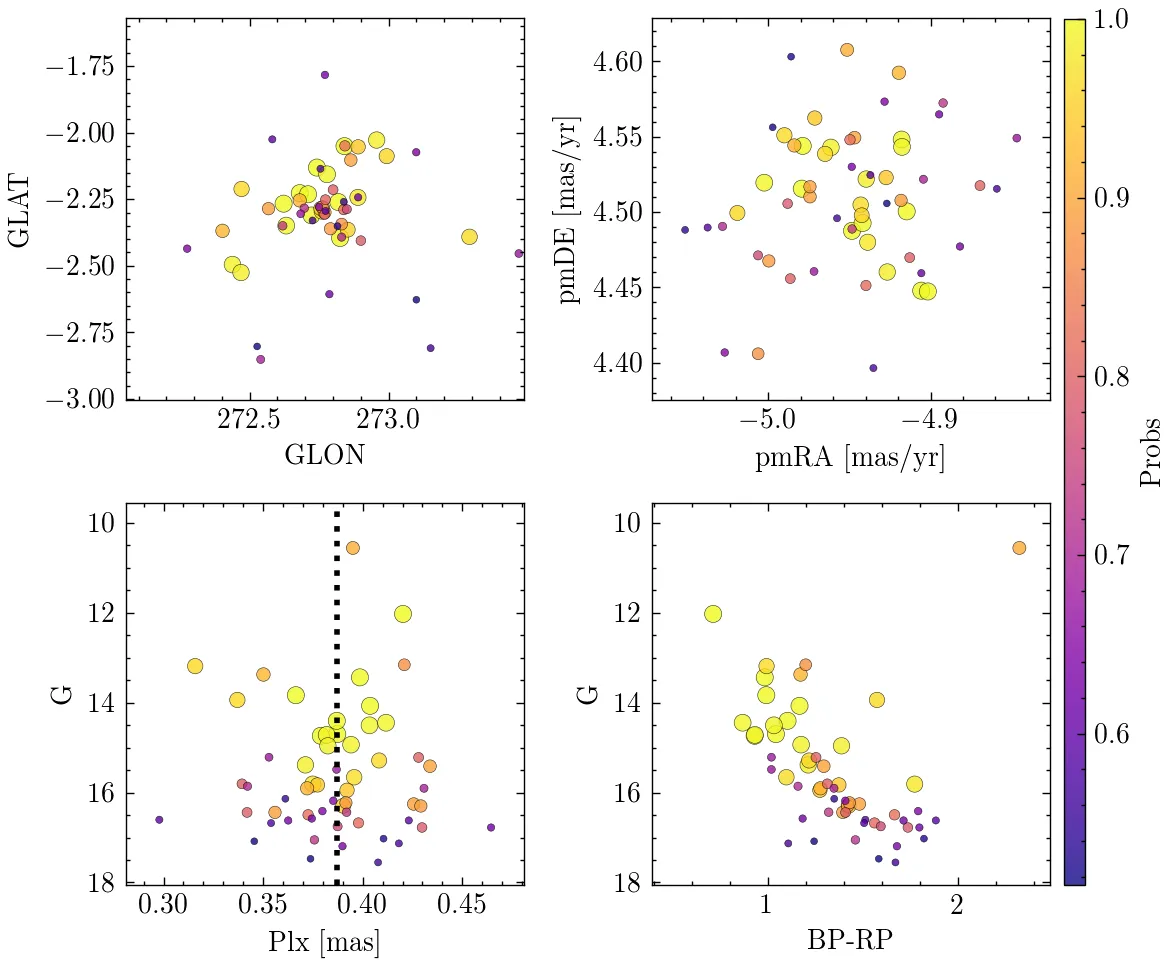 −1.75
−2.00
−2.25
−2.50
−2.75
−3.00
GLAT
272.5 273.0
GLON
4.60
4.55
4.50
4.45
4.40
pmDE [mas/yr]
−5.0 −4.9
pmRA [mas/yr]
10
12
14
16
18
G
0.30 0.35 0.40 0.45
Plx [mas]
10
12
14
16
18
G
1 2
BP-RP
1.0
0.9
0.8
0.7
0.6
Probs